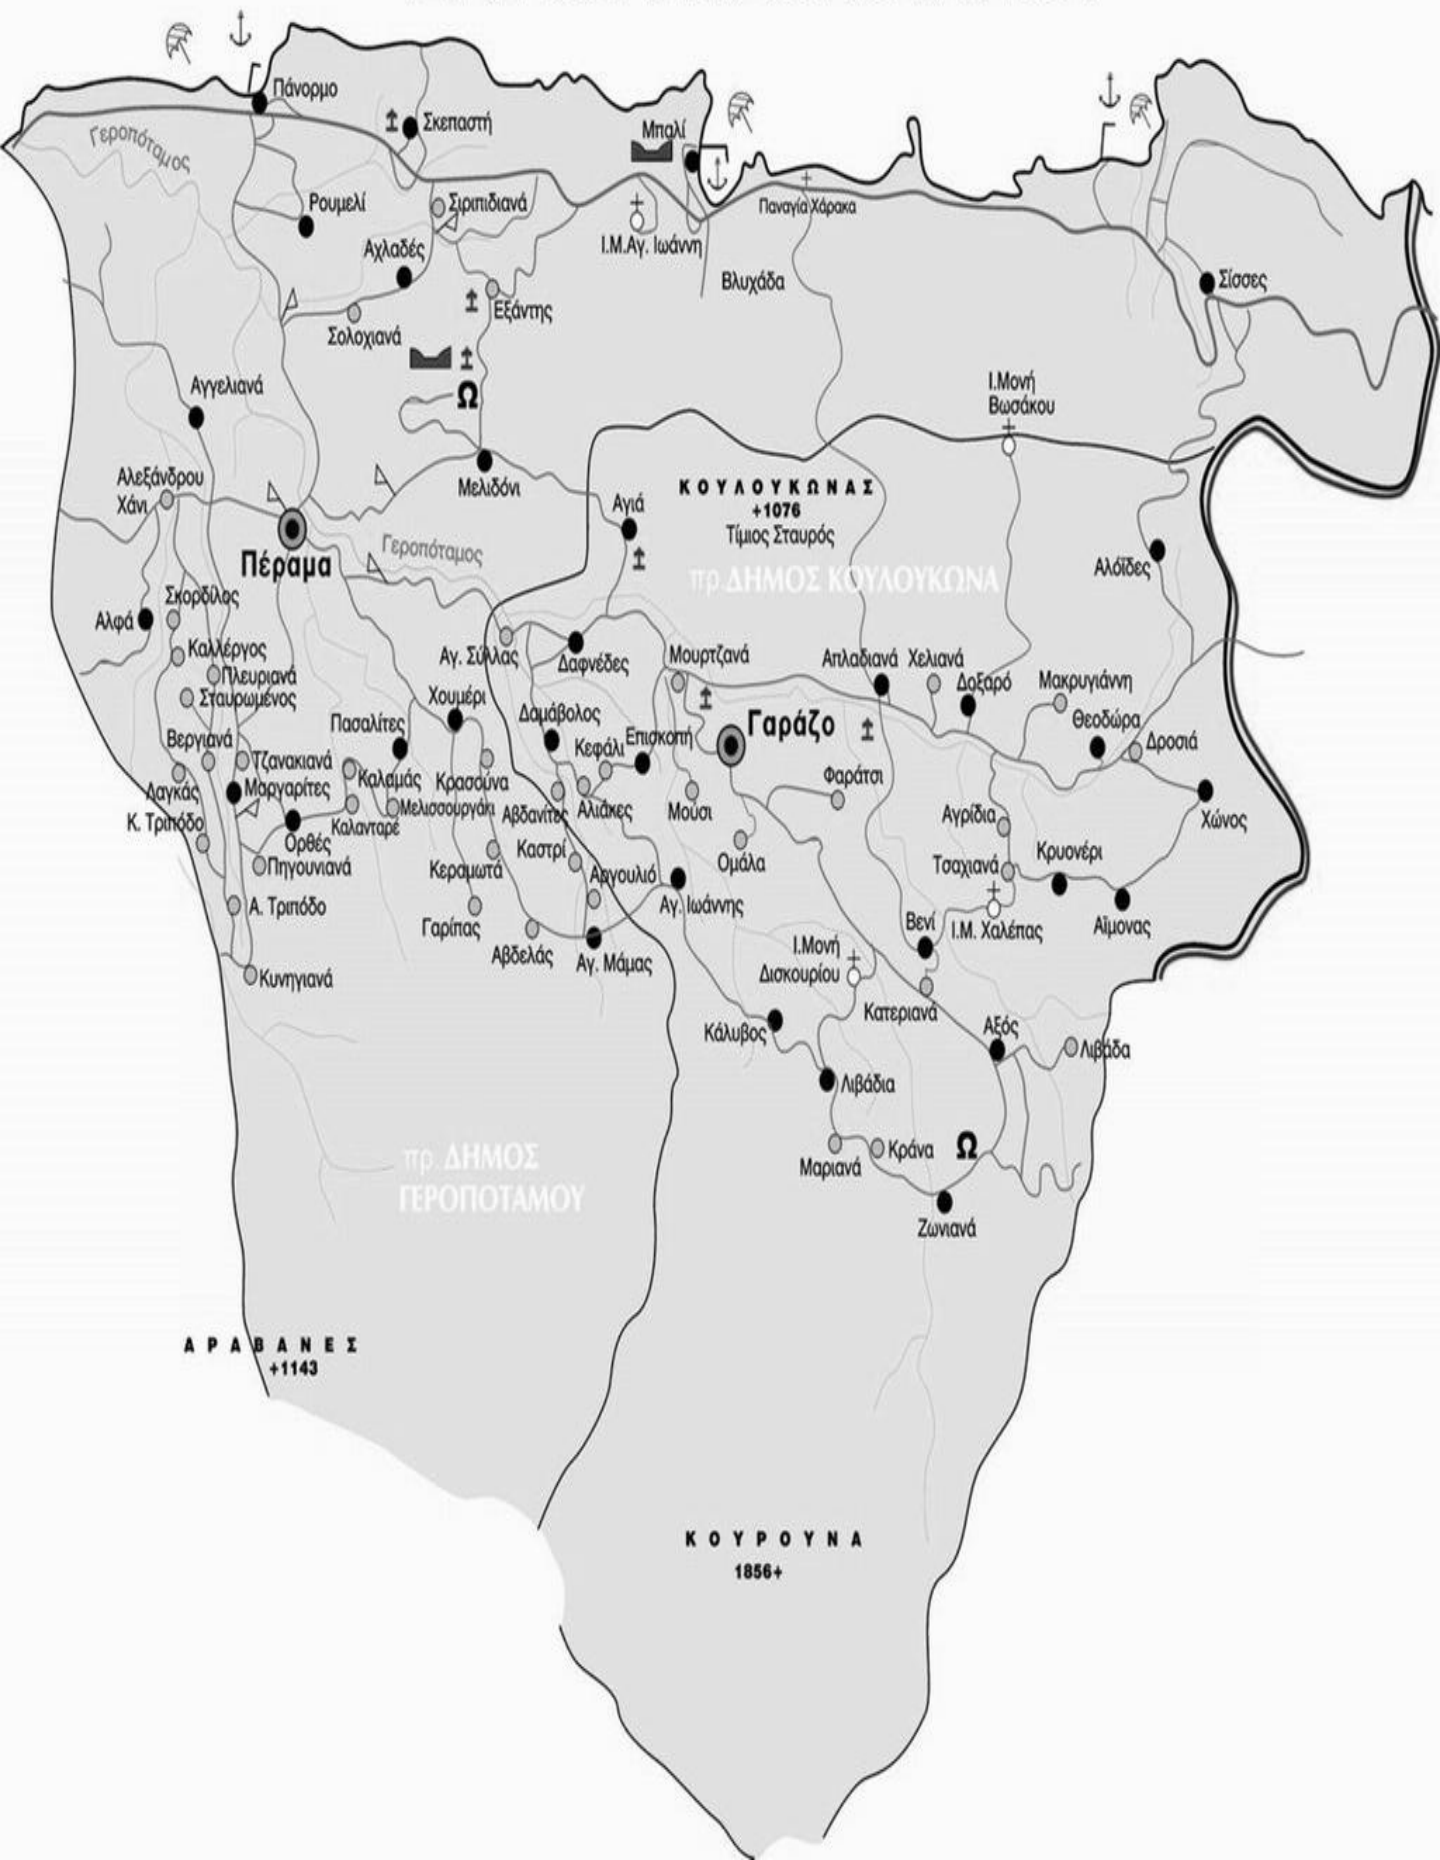 Πάνορμο
Σκεπαστή
Μπαλί
Γεροπόταμος
Ρουμελί
Σιριπιδιανά
Παναγία Χάρακα
Αχλαδές
Ι.Μ.Αγ. Ιωάννη
Βλυχάδα
Σίσσες
Εξάντης
Σολοχιανά
Αγγελιανά
Ι.Μονή
Βωσάκου
Αλεξάνδρου
Χάνι
Μελιδόνι
ΚΟΥΛΟΥΚΩΝΑΣ
+1076
Τίμιος Σταυρός
Αγιά
Πέραμα
Γεροπόταμος
πρ.ΔΗΜΟΣ ΚΟΥΛΟΥΚΩΝΑ
Αλόϊδες
Σκορδίλος
Αλφά
Καλλέργος
Πλευριανά
Σταυρωμένος
Αγ. Σύλλας
Δαφνέδες
Μουρτζανά
Απλαδιανά
Χελιανά
Δοξαρό
Μακρυγιάννη
Θεοδώρα
Δροσιά
Χουμέρι
Πασαλίτες
Δαμάβολος
Γαράζο
Βεργιανά
Τζανακιανά
Κεφάλι
Επισκοπή
Λαγκάς
Μαργαρίτες
Καλαμάς
Κρασούνα
Φαράτσι
Μελισσουργάκι
Αβδανίτες
Αλιάκες
Μούσι
Αγρίδια
Χώνος
Κ. Τριπόδο
Ορθές
Καλανταρέ
Πηγουνιανά
Κεραμωτά
Καστρί
Ομάλα
Τσαχιανά
Κρυονέρι
Αργουλιό
Α. Τριπόδο
Γαρίπας
Αγ. Ιωάννης
Βενί
Ι.Μ. Χαλέπας
Αϊμονας
Αβδελάς
Αγ. Μάμας
Ι.Μονή
Δισκουρίου
Κυνηγιανά
Κατεριανά
Κάλυβος
Αξός
Λιβάδα
Λιβάδια
πρ. ΔΗΜΟΣ
ΓΕΡΟΠΟΤΑΜΟΥ
Μαριανά
Κράνα
Ζωνιανά
ΑΡΑΒΑΝΕΣ
+1143
ΚΟΥΡΟΥΝΑ
1856+